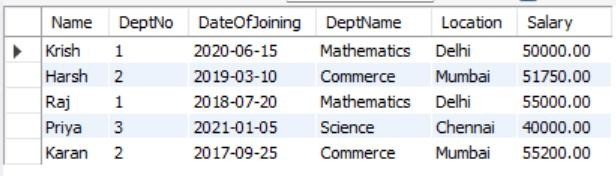 Name DeptNo DateOfJoining DeptName Location Salary
Krish 1 2020-06-15 Mathematics Delhi 50000.00
Harsh 2 2019-03-10 Commerce Mumbai 51750.00
Raj 1 2018-07-20 Mathematics Delhi 55000.00
Priya 3 2021-01-05 Science Chennai 40000.00
Karan 2 2017-09-25 Commerce Mumbai 55200.00